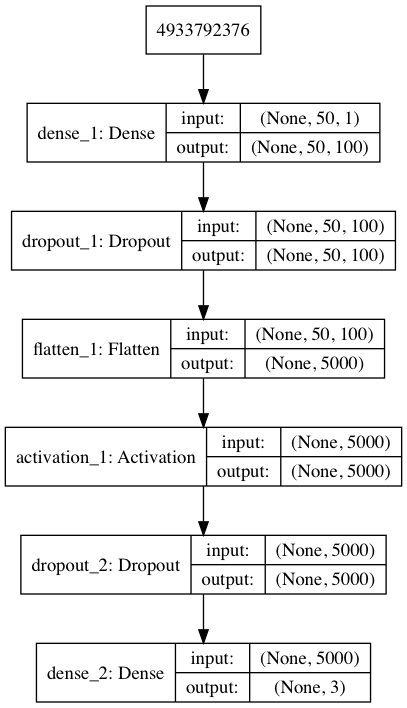 4933792376
dense_1: Dense
input:
(None, 50, 1)
output:
(None, 50, 100)
dropout_1: Dropout
input:
(None, 50, 100)
output:
(None, 50, 100)
flatten_1: Flatten
input:
(None, 50, 100)
output:
(None, 5000)
activation_1: Activation
input:
(None, 5000)
output:
(None, 5000)
dropout_2: Dropout
input:
(None, 5000)
output:
(None, 5000)
dense_2: Dense
input:
(None, 5000)
output:
(None, 3)